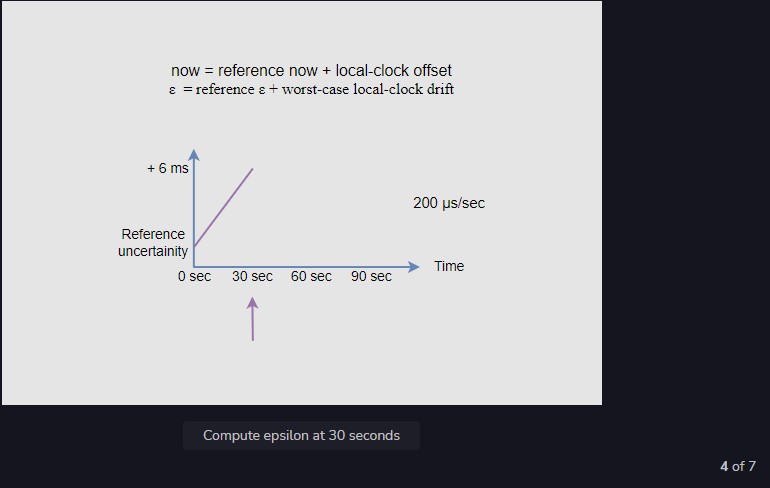 now = reference now + local-clock offset
ε = reference ε + worst-case local-clock drift
+ 6 ms
200 µs/sec
Reference
uncertainity
Time
0 sec 30 sec 60 sec 90 sec
Compute epsilon at 30 seconds
4 of 7